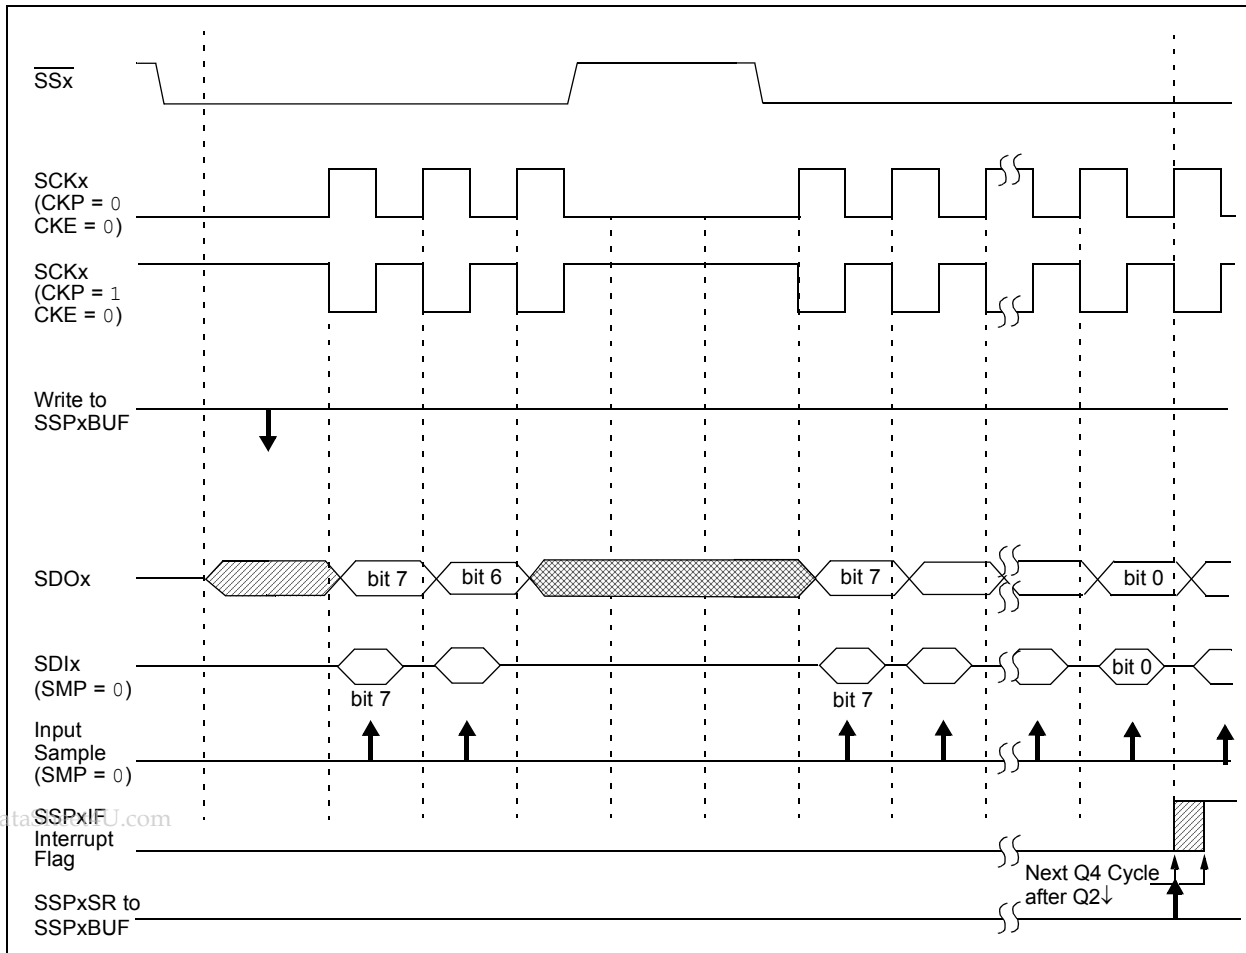 SSx
SCKx
(CKP = 0
CKE = 0)
SCKx
(CKP = 1
CKE = 0)
Write to
SSPxBUF
SDOx
bit 7
bit 6
bit 7
bit 0
SDIx
(SMP = 0)
bit 7
bit 7
bit 0
Input
Sample
(SMP = 0)
SSPxIF
Interrupt
Flag
Next Q4 Cycle
after Q2↓
SSPxSR to
SSPxBUF